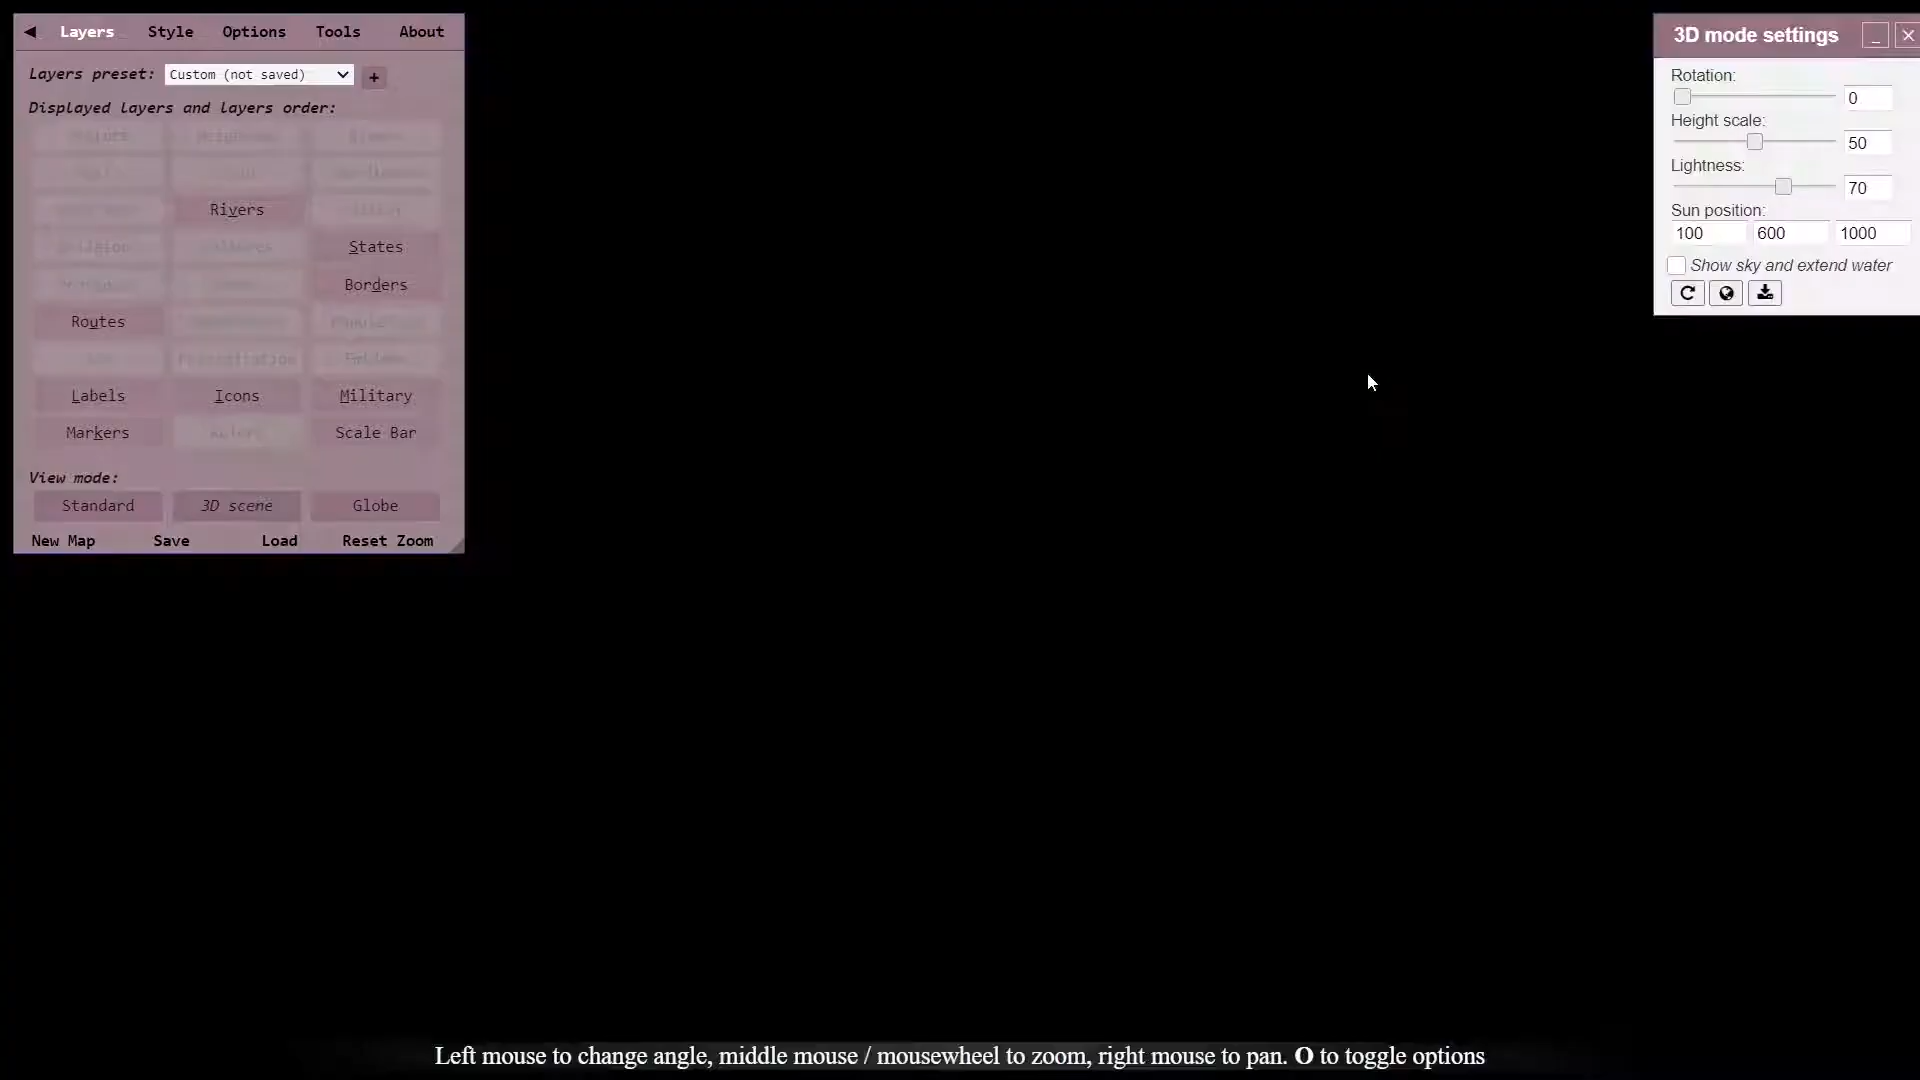 ◀ Layers Style Options Tools About
Layers preset: Custom (not saved) +
Displayed layers and layers order:
Rivers
States
Borders
Routes
Precipitation Emblems
Labels Icons Military
Markers Rulers Scale Bar
View mode:
Standard 3D scene Globe
New Map Save Load Reset Zoom
3D mode settings _ ×
Rotation:
0
Height scale:
50
Lightness:
70
Sun position:
100 600 1000
Show sky and extend water
Left mouse to change angle, middle mouse / mousewheel to zoom, right mouse to pan. O to toggle options